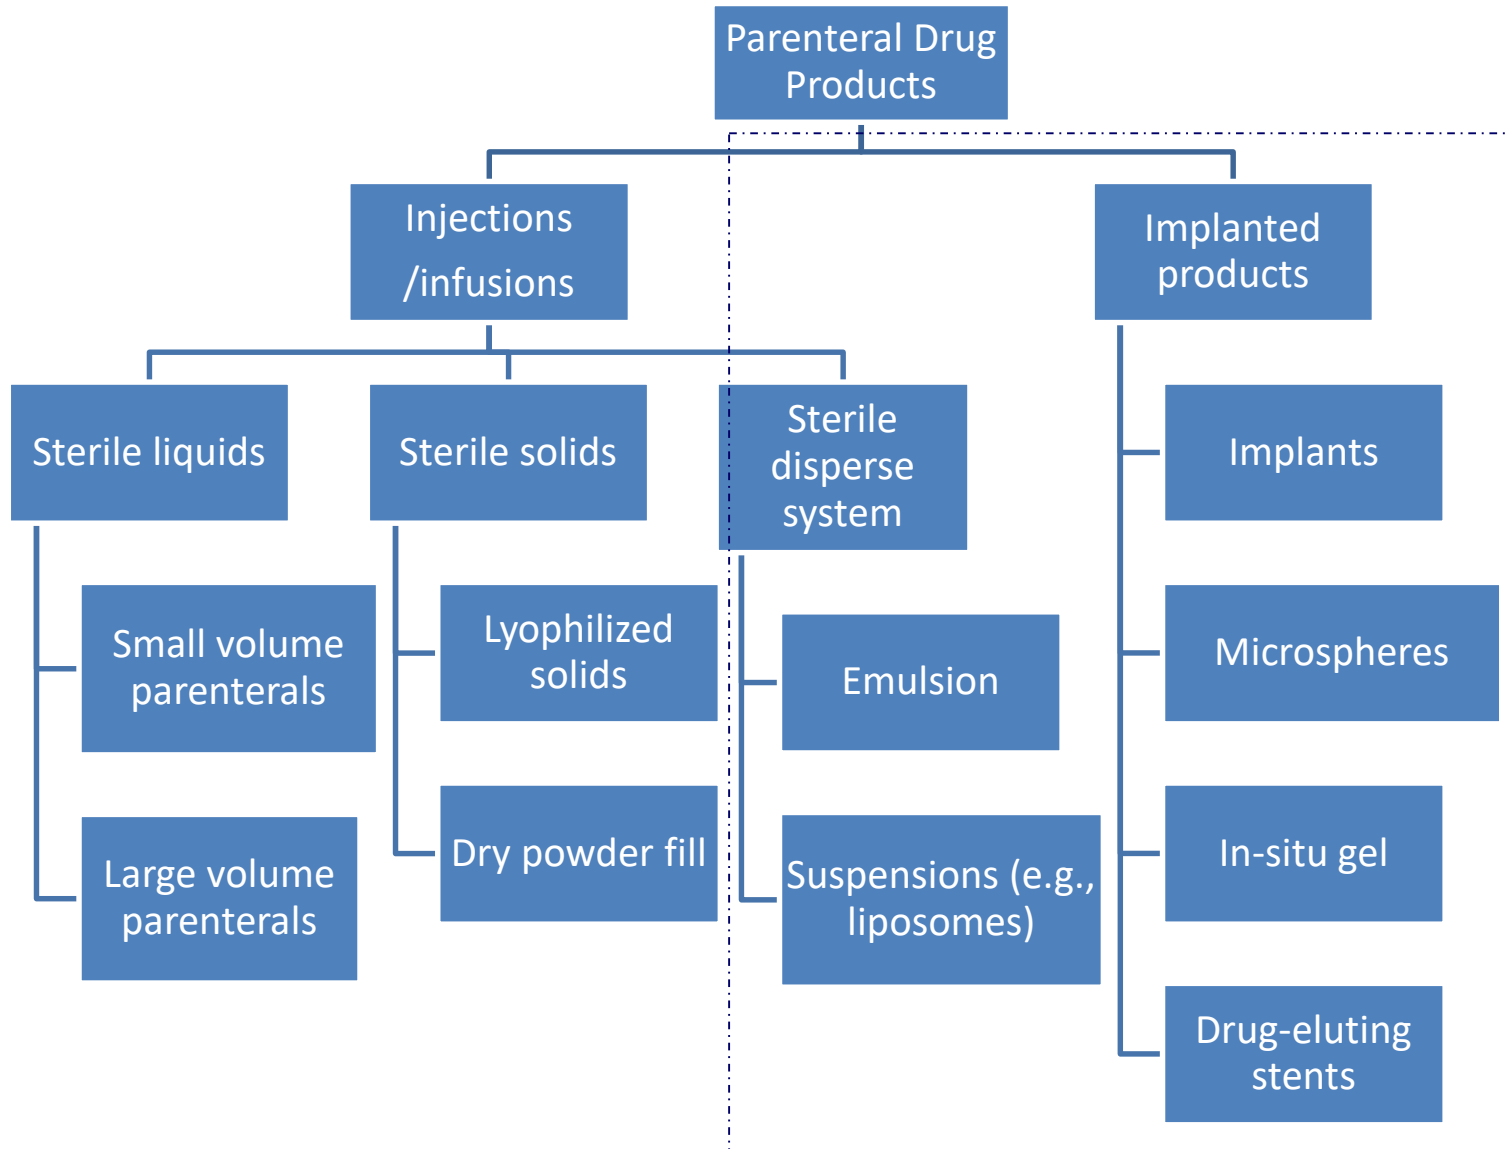 Parenteral Drug
Products
Injections
/infusions
Implanted
products
Sterile liquids
Sterile solids
Sterile
disperse
system
Implants
Small volume
parenterals
Lyophilized
solids
Emulsion
Microspheres
Large volume
parenterals
Dry powder fill
Suspensions (e.g.,
liposomes)
In-situ gel
Drug-eluting
stents